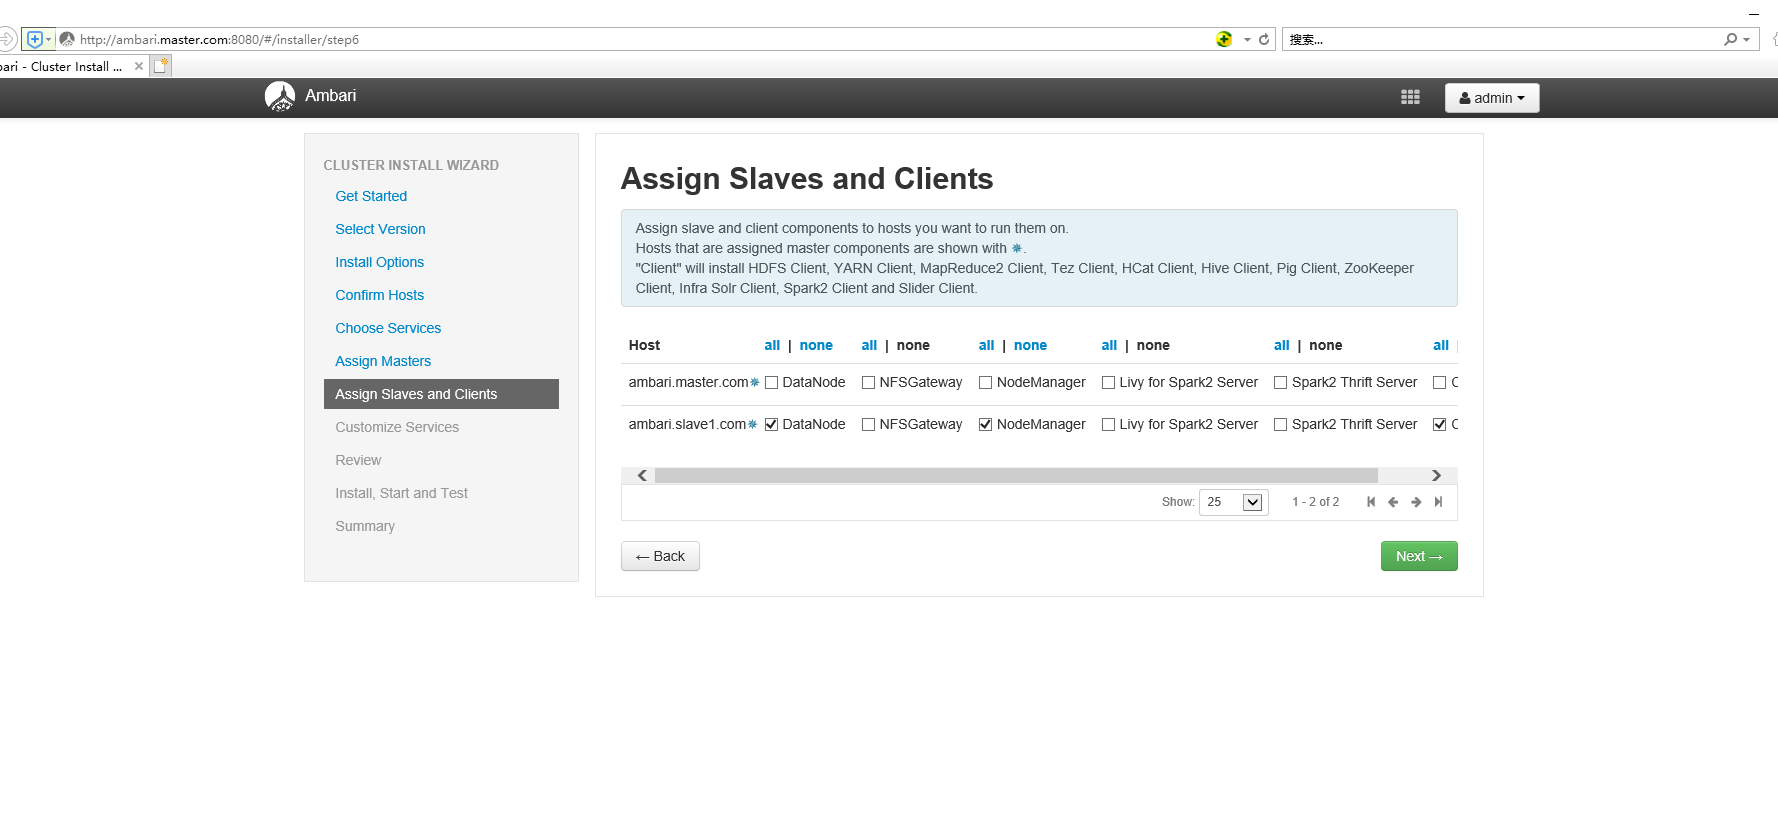 http://ambari.master.com:8080/#/installer/step6
搜索...
bari - Cluster Install ...
Ambari
admin
CLUSTER INSTALL WIZARD
Get Started
Select Version
Install Options
Confirm Hosts
Choose Services
Assign Masters
Assign Slaves and Clients
Customize Services
Review
Install, Start and Test
Summary
Assign Slaves and Clients
Assign slave and client components to hosts you want to run them on.
Hosts that are assigned master components are shown with ✵.
"Client" will install HDFS Client, YARN Client, MapReduce2 Client, Tez Client, HCat Client, Hive Client, Pig Client, ZooKeeper
Client, Infra Solr Client, Spark2 Client and Slider Client.
Host all | none all | none all | none all | none all | none all |
ambari.master.com✵ DataNode NFSGateway NodeManager Livy for Spark2 Server Spark2 Thrift Server
ambari.slave1.com✵ DataNode NFSGateway NodeManager Livy for Spark2 Server Spark2 Thrift Server
Show: 25 1 - 2 of 2
← Back
Next →